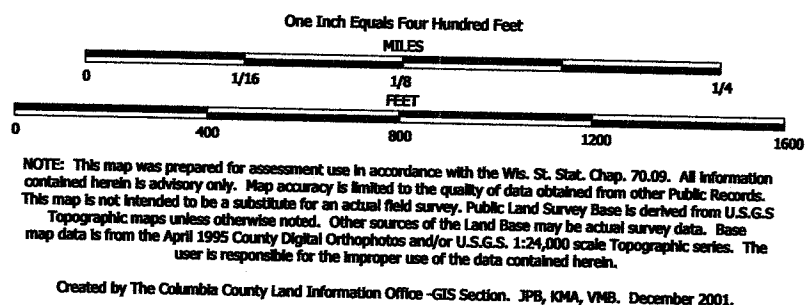 One Inch Equals Four Hundred Feet
MILES
0 1/16 1/8 1/4
FEET
0 400 800 1200 1600
NOTE: This map was prepared for assessment use in accordance with the Wis. St. Stat. Chap. 70.09. All information
contained herein is advisory only. Map accuracy is limited to the quality of data obtained from other Public Records.
This map is not intended to be a substitute for an actual field survey. Public Land Survey Base is derived from U.S.G.S
Topographic maps unless otherwise noted. Other sources of the Land Base may be actual survey data. Base
map data is from the April 1995 County Digital Orthophotos and/or U.S.G.S. 1:24,000 scale Topographic series. The
user is responsible for the improper use of the data contained herein.
Created by The Columbia County Land Information Office -GIS Section. JPB, KMA, VMB. December 2001.